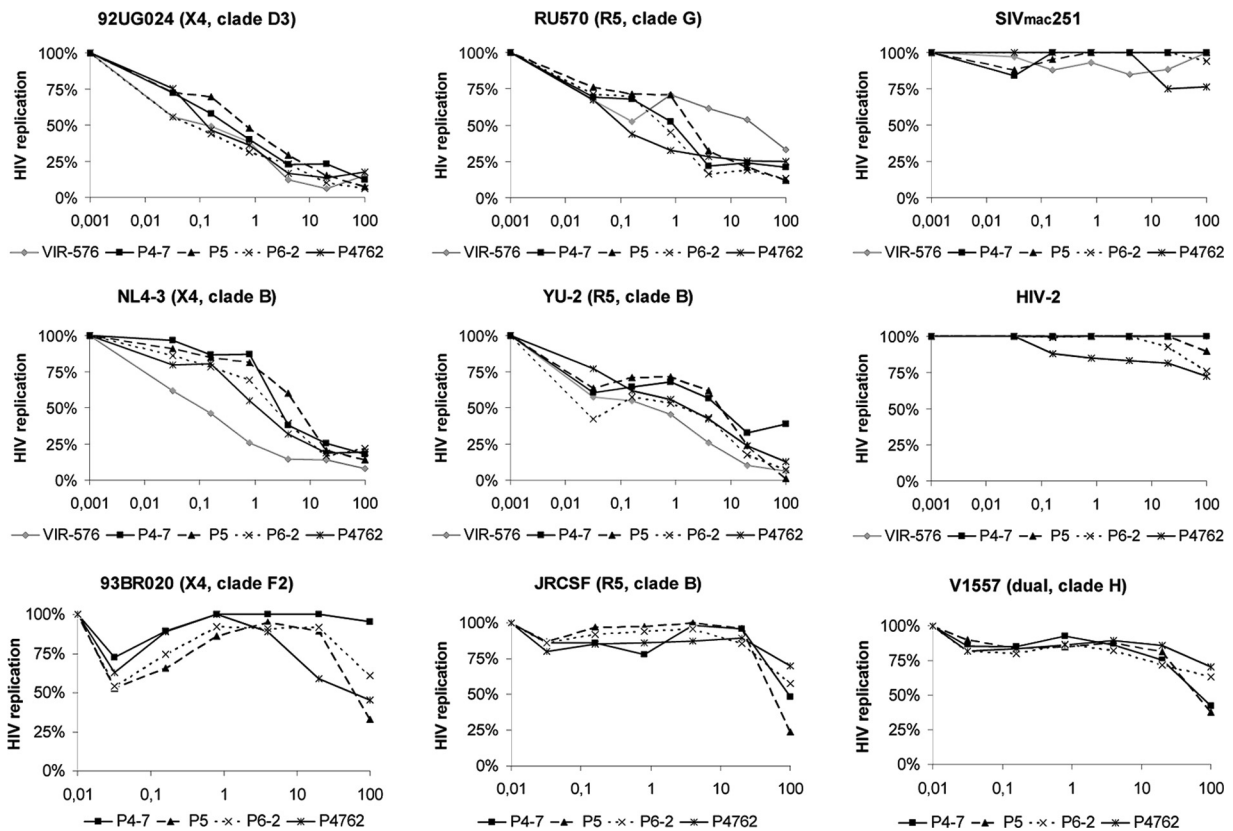 92UG024 (X4, clade D3)
HIV replication
100%
75%
50%
25%
0%
0,001 0,01 0,1 1 10 100
VIR-576 P4-7 P5 P6-2 P4762
RU570 (R5, clade G)
HIV replication
100%
75%
50%
25%
0%
0,001 0,01 0,1 1 10 100
VIR-576 P4-7 P5 P6-2 P4762
SIVmac251
HIV replication
100%
75%
50%
25%
0%
0,001 0,01 0,1 1 10 100
VIR-576 P4-7 P5 P6-2 P4762
NL4-3 (X4, clade B)
HIV replication
100%
75%
50%
25%
0%
0,001 0,01 0,1 1 10 100
VIR-576 P4-7 P5 P6-2 P4762
YU-2 (R5, clade B)
HIV replication
100%
75%
50%
25%
0%
0,001 0,01 0,1 1 10 100
VIR-576 P4-7 P5 P6-2 P4762
HIV-2
HIV replication
100%
75%
50%
25%
0%
0,001 0,01 0,1 1 10 100
VIR-576 P4-7 P5 P6-2 P4762
93BR020 (X4, clade F2)
HIV replication
100%
75%
50%
25%
0%
0,01 0,1 1 10 100
P4-7 P5 P6-2 P4762
JRCSF (R5, clade B)
HIV replication
100%
75%
50%
25%
0%
0,01 0,1 1 10 100
P4-7 P5 P6-2 P4762
V1557 (dual, clade H)
HIV replication
100%
75%
50%
25%
0%
0,01 0,1 1 10 100
P4-7 P5 P6-2 P4762